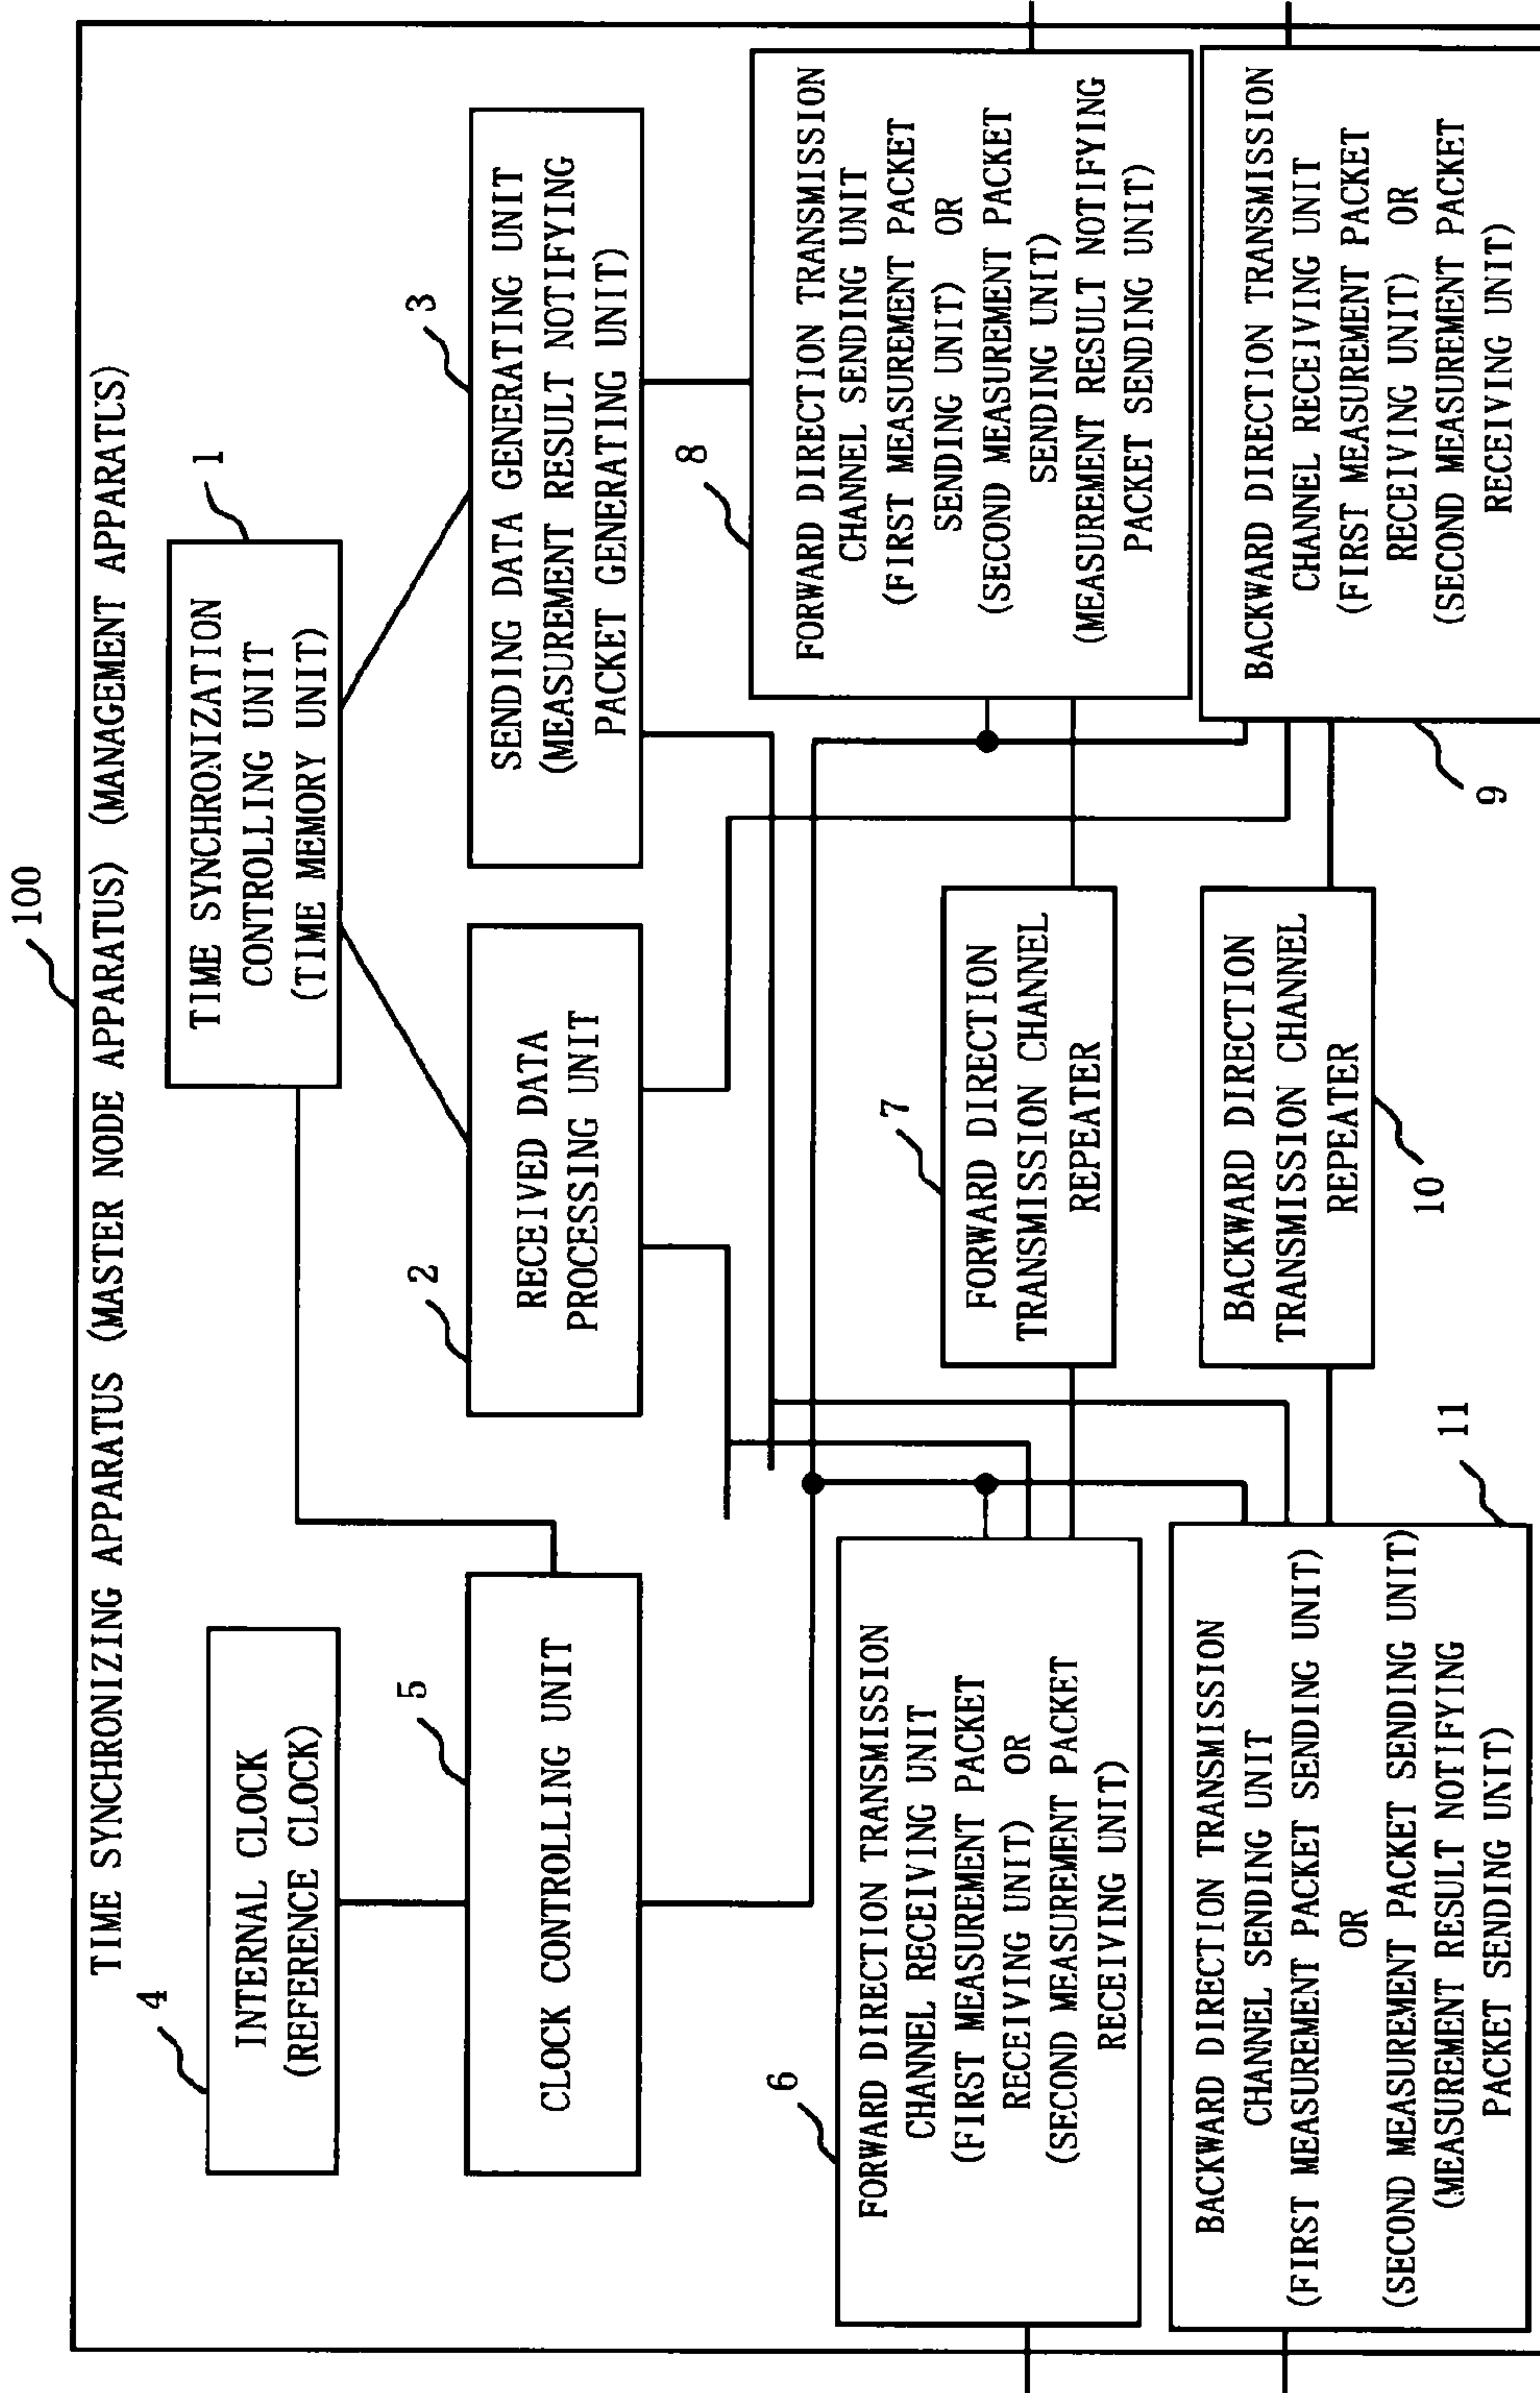 100
TIME SYNCHRONIZING APPARATUS (MASTER NODE APPARATUS) (MANAGEMENT APPARATUS)
1
TIME SYNCHRONIZATION
CONTROLLING UNIT
(TIME MEMORY UNIT)
4
INTERNAL CLOCK
(REFERENCE CLOCK)
5
CLOCK CONTROLLING UNIT
2
RECEIVED DATA
PROCESSING UNIT
3
SENDING DATA GENERATING UNIT
(MEASUREMENT RESULT NOTIFYING
PACKET GENERATING UNIT)
6
FORWARD DIRECTION TRANSMISSION
CHANNEL RECEIVING UNIT
(FIRST MEASUREMENT PACKET
RECEIVING UNIT) OR
(SECOND MEASUREMENT PACKET
RECEIVING UNIT)
7
FORWARD DIRECTION
TRANSMISSION CHANNEL
REPEATER
8
FORWARD DIRECTION TRANSMISSION
CHANNEL SENDING UNIT
(FIRST MEASUREMENT PACKET
SENDING UNIT) OR
(SECOND MEASUREMENT PACKET
SENDING UNIT)
(MEASUREMENT RESULT NOTIFYING
PACKET SENDING UNIT)
11
BACKWARD DIRECTION TRANSMISSION
CHANNEL SENDING UNIT
(FIRST MEASUREMENT PACKET SENDING UNIT)
OR
(SECOND MEASUREMENT PACKET SENDING UNIT)
(MEASUREMENT RESULT NOTIFYING
PACKET SENDING UNIT)
BACKWARD DIRECTION
TRANSMISSION CHANNEL
REPEATER
10
BACKWARD DIRECTION TRANSMISSION
CHANNEL RECEIVING UNIT
(FIRST MEASUREMENT PACKET
RECEIVING UNIT) OR
(SECOND MEASUREMENT PACKET
RECEIVING UNIT)
9